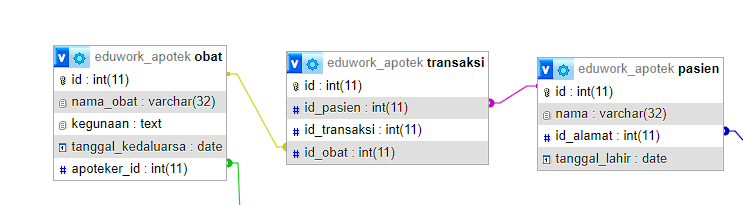 eduwork_apotek obat
id : int(11)
nama_obat : varchar(32)
kegunaan : text
tanggal_kedaluarsa : date
apoteker_id : int(11)
eduwork_apotek transaksi
id : int(11)
id_pasien : int(11)
id_transaksi : int(11)
id_obat : int(11)
eduwork_apotek pasien
id : int(11)
nama : varchar(32)
id_alamat : int(11)
tanggal_lahir : date